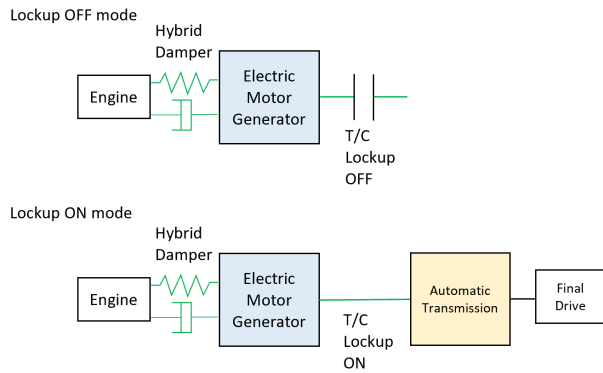 Lockup OFF mode
Hybrid
Damper
Engine
Electric
Motor
Generator
T/C
Lockup
OFF
Lockup ON mode
Hybrid
Damper
Engine
Electric
Motor
Generator
T/C
Lockup
ON
Automatic
Transmission
Final
Drive